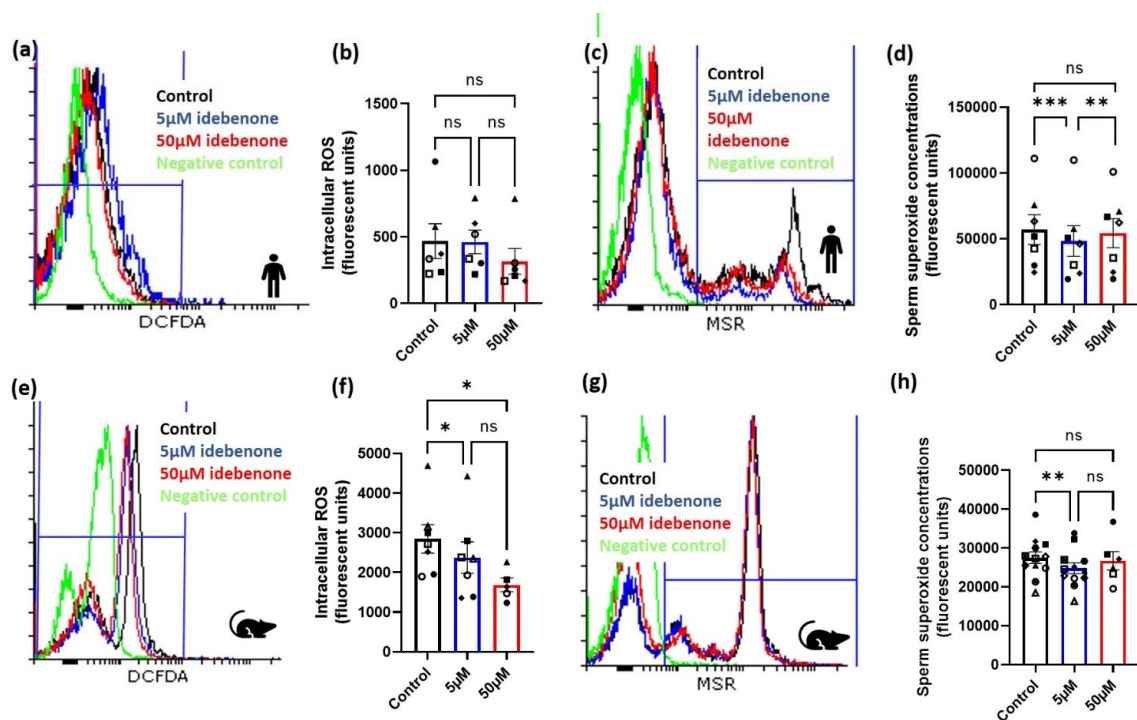 (a)
Control
5µM idebenone
50µM idebenone
Negative control
DCFDA
(b)
Intracellular ROS
(fluorescent units)
1500
1000
500
0
ns
ns
ns
Control
5µM
50µM
(c)
Control
5µM idebenone
50µM
idebenone
Negative control
MSR
(d)
Sperm superoxide concentrations
(fluorescent units)
150000
100000
50000
0
ns
***
**
Control
5µM
50µM
(e)
Control
5µM idebenone
50µM idebenone
Negative control
DCFDA
(f)
Intracellular ROS
(fluorescent units)
5000
4000
3000
2000
1000
0
*
*
ns
Control
5µM
50µM
(g)
Control
5µM idebenone
50µM idebenone
Negative control
MSR
(h)
Sperm superoxide concentrations
(fluorescent units)
50000
40000
30000
20000
10000
0
ns
**
ns
Control
5µM
50µM